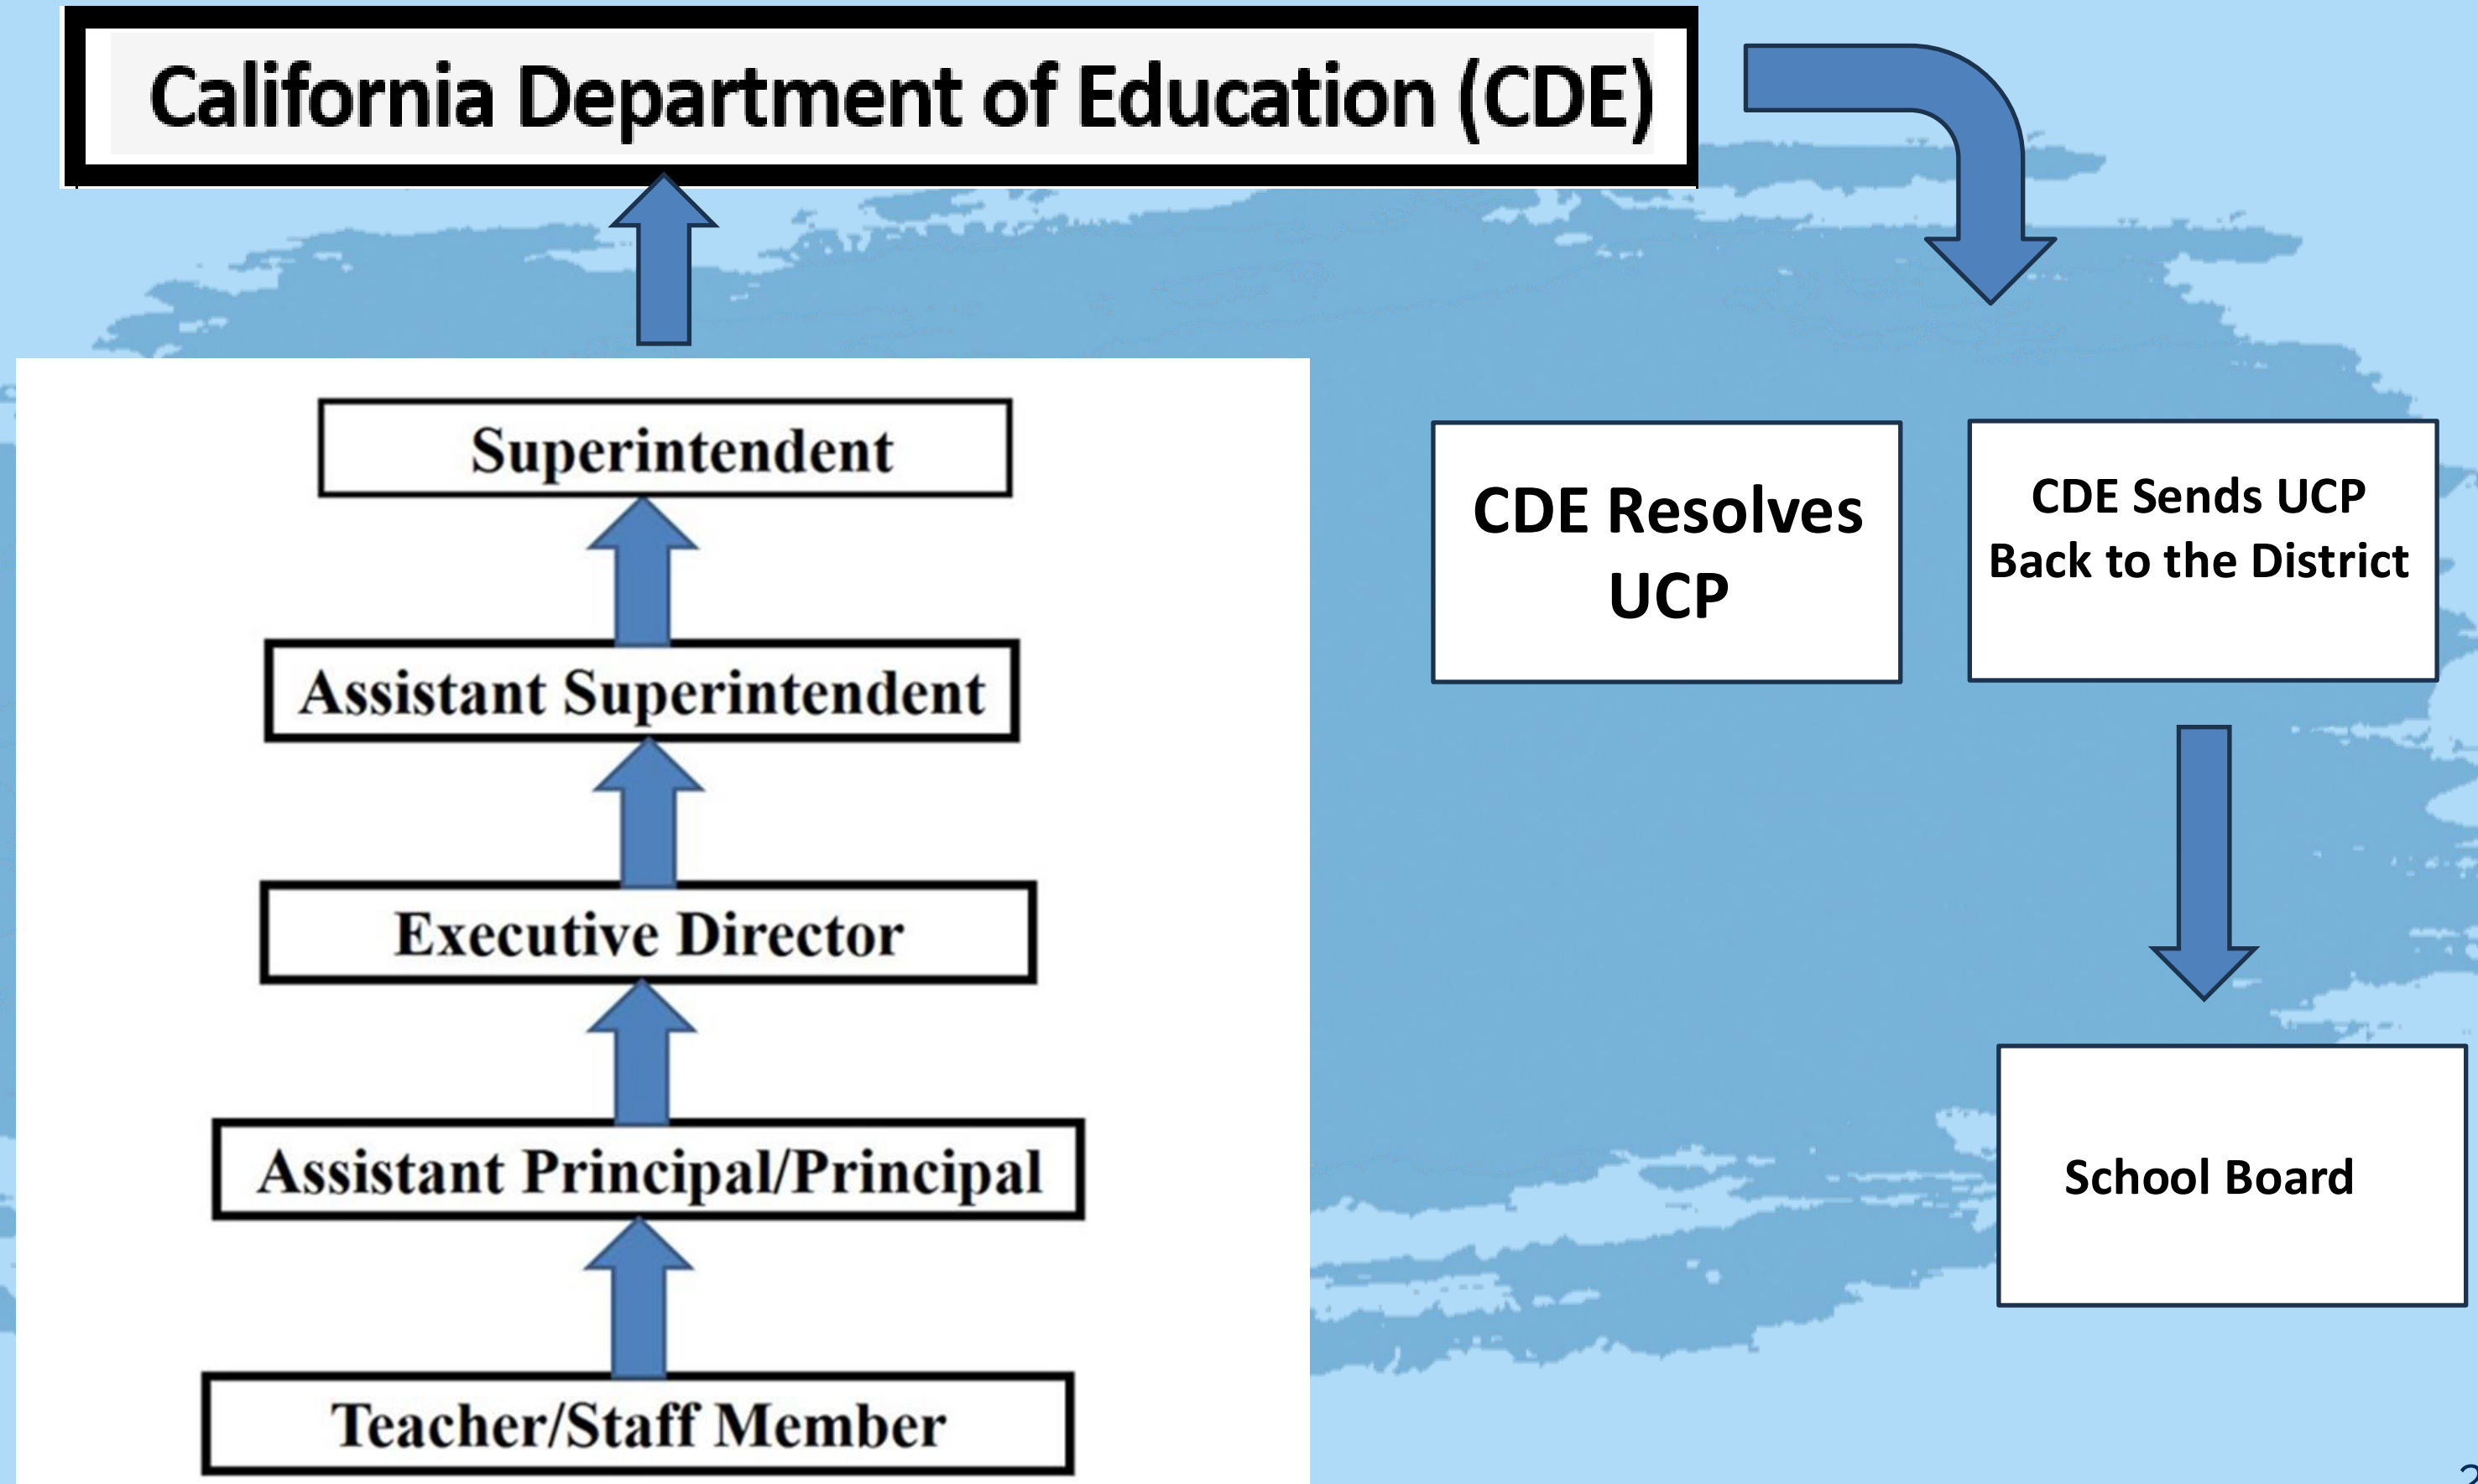 California Department of Education (CDE)
Superintendent
Assistant Superintendent
Executive Director
Assistant Principal/Principal
Teacher/Staff Member
CDE Resolves
UCP
CDE Sends UCP
Back to the District
School Board